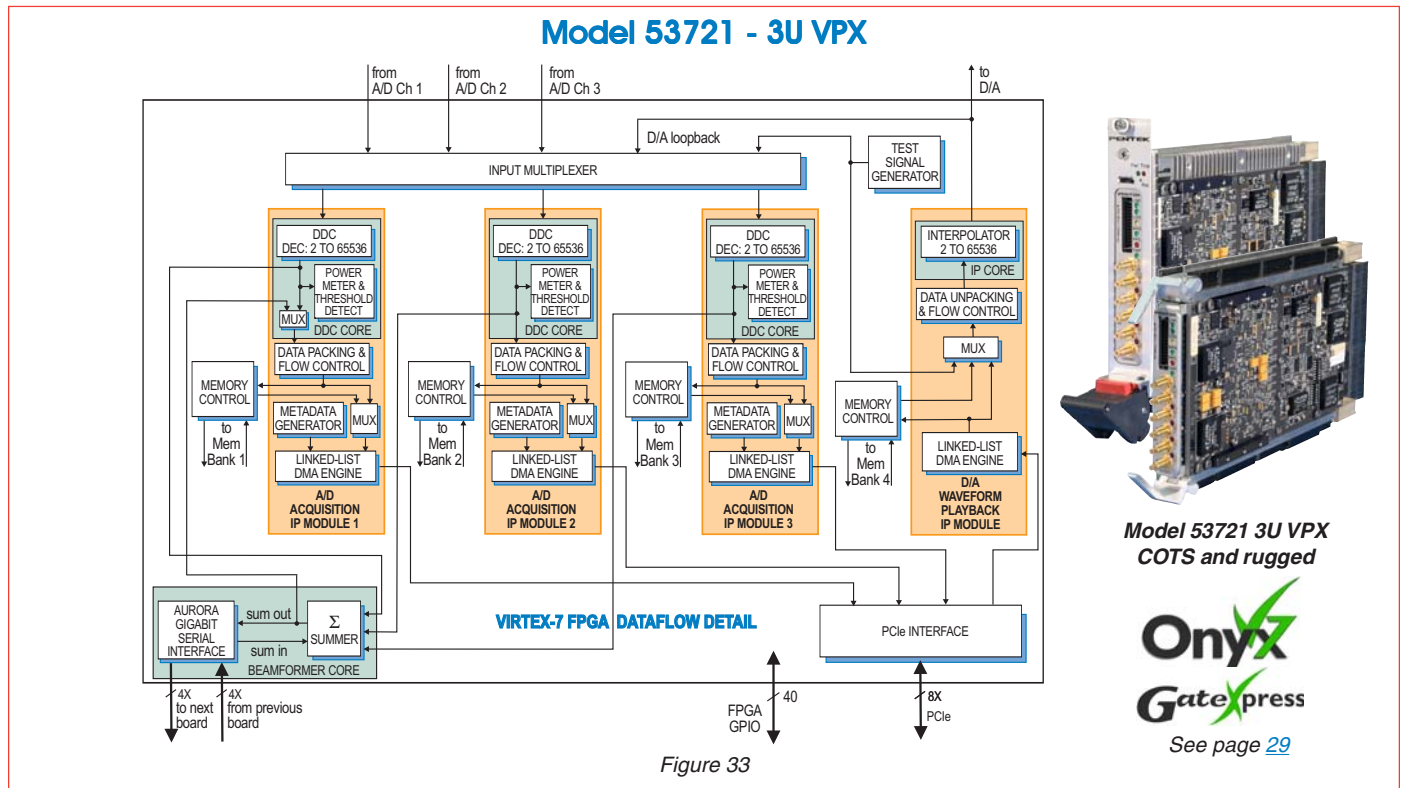 Model 53721 - 3U VPX
from
A/D Ch 1
from
A/D Ch 2
from
A/D Ch 3
to
D/A
D/A loopback
TEST
SIGNAL
GENERATOR
INPUT MULTIPLEXER
DDC
DEC: 2 TO 65536
POWER
METER &
THRESHOLD
DETECT
MUX
DDC CORE
DATA PACKING &
FLOW CONTROL
MEMORY
CONTROL
to
Mem
Bank 1
METADATA
GENERATOR
MUX
LINKED-LIST
DMA ENGINE
A/D
ACQUISITION
IP MODULE 1
DDC
DEC: 2 TO 65536
POWER
METER &
THRESHOLD
DETECT
DDC CORE
DATA PACKING &
FLOW CONTROL
MEMORY
CONTROL
to
Mem
Bank 2
METADATA
GENERATOR
MUX
LINKED-LIST
DMA ENGINE
A/D
ACQUISITION
IP MODULE 2
DDC
DEC: 2 TO 65536
POWER
METER &
THRESHOLD
DETECT
DDC CORE
DATA PACKING &
FLOW CONTROL
MEMORY
CONTROL
to
Mem
Bank 3
METADATA
GENERATOR
MUX
LINKED-LIST
DMA ENGINE
A/D
ACQUISITION
IP MODULE 3
INTERPOLATOR
2 TO 65536
IP CORE
DATA UNPACKING
& FLOW CONTROL
MUX
MEMORY
CONTROL
to
Mem
Bank 4
LINKED-LIST
DMA ENGINE
D/A
WAVEFORM
PLAYBACK
IP MODULE
AURORA
GIGABIT
SERIAL
INTERFACE
sum out
sum in
Σ
SUMMER
BEAMFORMER CORE
VIRTEX-7 FPGA DATAFLOW DETAIL
PCIe INTERFACE
4X
to next
board
4X
from previous
board
FPGA
GPIO
40
8X
PCIe
Figure 33
PENTEK
Model 53721 3U VPX
COTS and rugged
Onyx7
GateXpress
See page 29